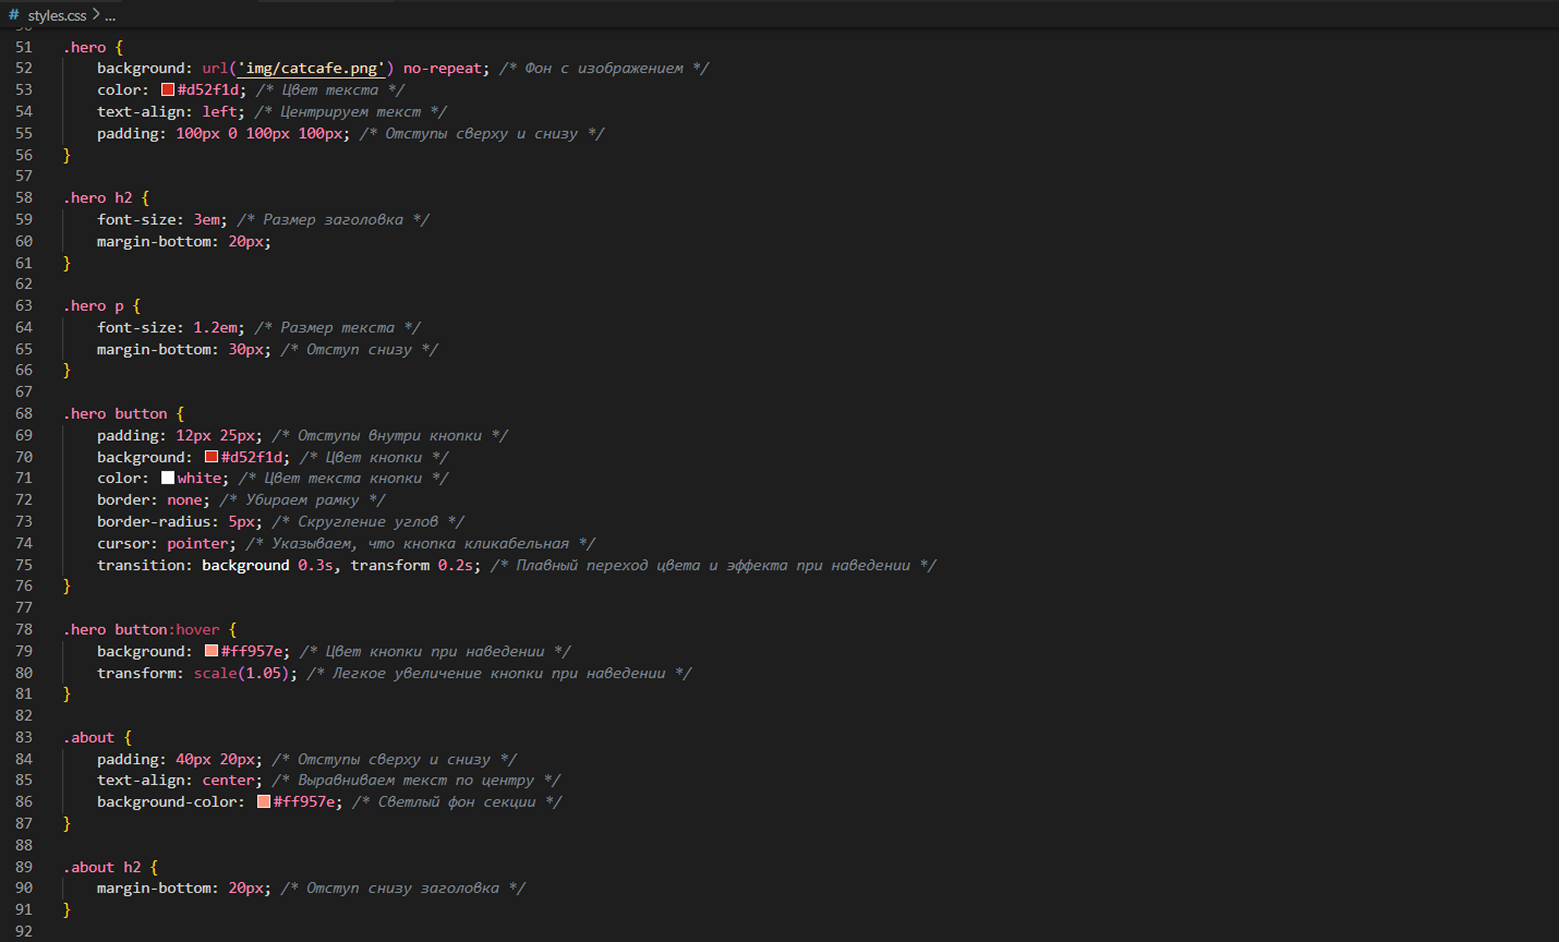 # styles.css > ...
51 .hero {
52 background: url('img/catcafe.png') no-repeat; /* Фон с изображением */
53 color: #d52f1d; /* Цвет текста */
54 text-align: left; /* Центрируем текст */
55 padding: 100px 0 100px 100px; /* Отступы сверху и снизу */
56 }
57
58 .hero h2 {
59 font-size: 3em; /* Размер заголовка */
60 margin-bottom: 20px;
61 }
62
63 .hero p {
64 font-size: 1.2em; /* Размер текста */
65 margin-bottom: 30px; /* Отступ снизу */
66 }
67
68 .hero button {
69 padding: 12px 25px; /* Отступы внутри кнопки */
70 background: #d52f1d; /* Цвет кнопки */
71 color: white; /* Цвет текста кнопки */
72 border: none; /* Убираем рамку */
73 border-radius: 5px; /* Скругление углов */
74 cursor: pointer; /* Указываем, что кнопка кликабельная */
75 transition: background 0.3s, transform 0.2s; /* Плавный переход цвета и эффекта при наведении */
76 }
77
78 .hero button:hover {
79 background: #ff957e; /* Цвет кнопки при наведении */
80 transform: scale(1.05); /* Легкое увеличение кнопки при наведении */
81 }
82
83 .about {
84 padding: 40px 20px; /* Отступы сверху и снизу */
85 text-align: center; /* Выравниваем текст по центру */
86 background-color: #ff957e; /* Светлый фон секции */
87 }
88
89 .about h2 {
90 margin-bottom: 20px; /* Отступ снизу заголовка */
91 }
92